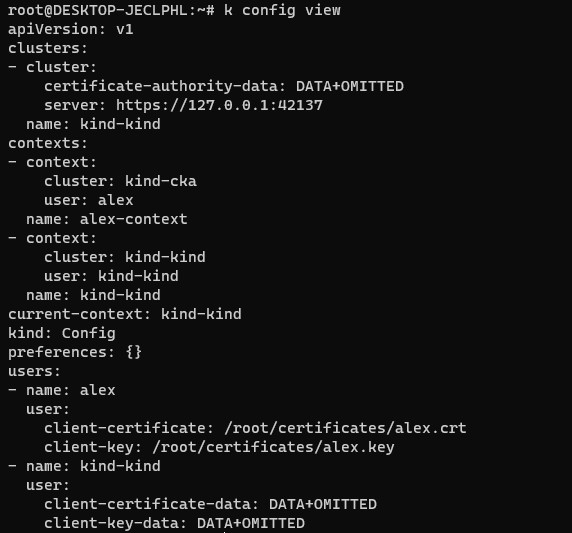 root@DESKTOP-JECLPHL:~# k config view
apiVersion: v1
clusters:
- cluster:
    certificate-authority-data: DATA+OMITTED
    server: https://127.0.0.1:42137
  name: kind-kind
contexts:
- context:
    cluster: kind-cka
    user: alex
  name: alex-context
- context:
    cluster: kind-kind
    user: kind-kind
  name: kind-kind
current-context: kind-kind
kind: Config
preferences: {}
users:
- name: alex
  user:
    client-certificate: /root/certificates/alex.crt
    client-key: /root/certificates/alex.key
- name: kind-kind
  user:
    client-certificate-data: DATA+OMITTED
    client-key-data: DATA+OMITTED